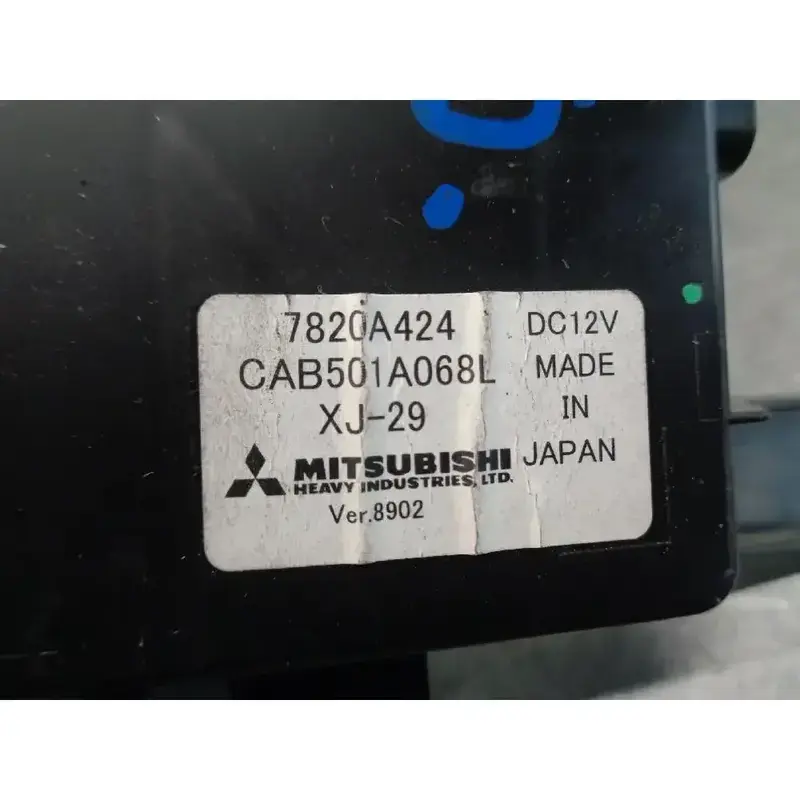 7820A424
CAB501A068L
XJ-29
MITSUBISHI
HEAVY INDUSTRIES, LTD.
Ver.8902
DC12V
MADE
IN
JAPAN